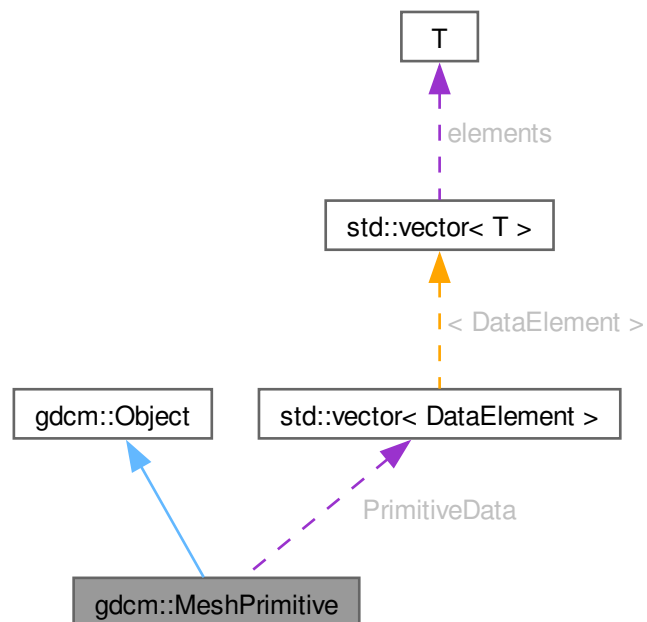 T
elements
std::vector< T >
< DataElement >
gdcm::Object
std::vector< DataElement >
PrimitiveData
gdcm::MeshPrimitive